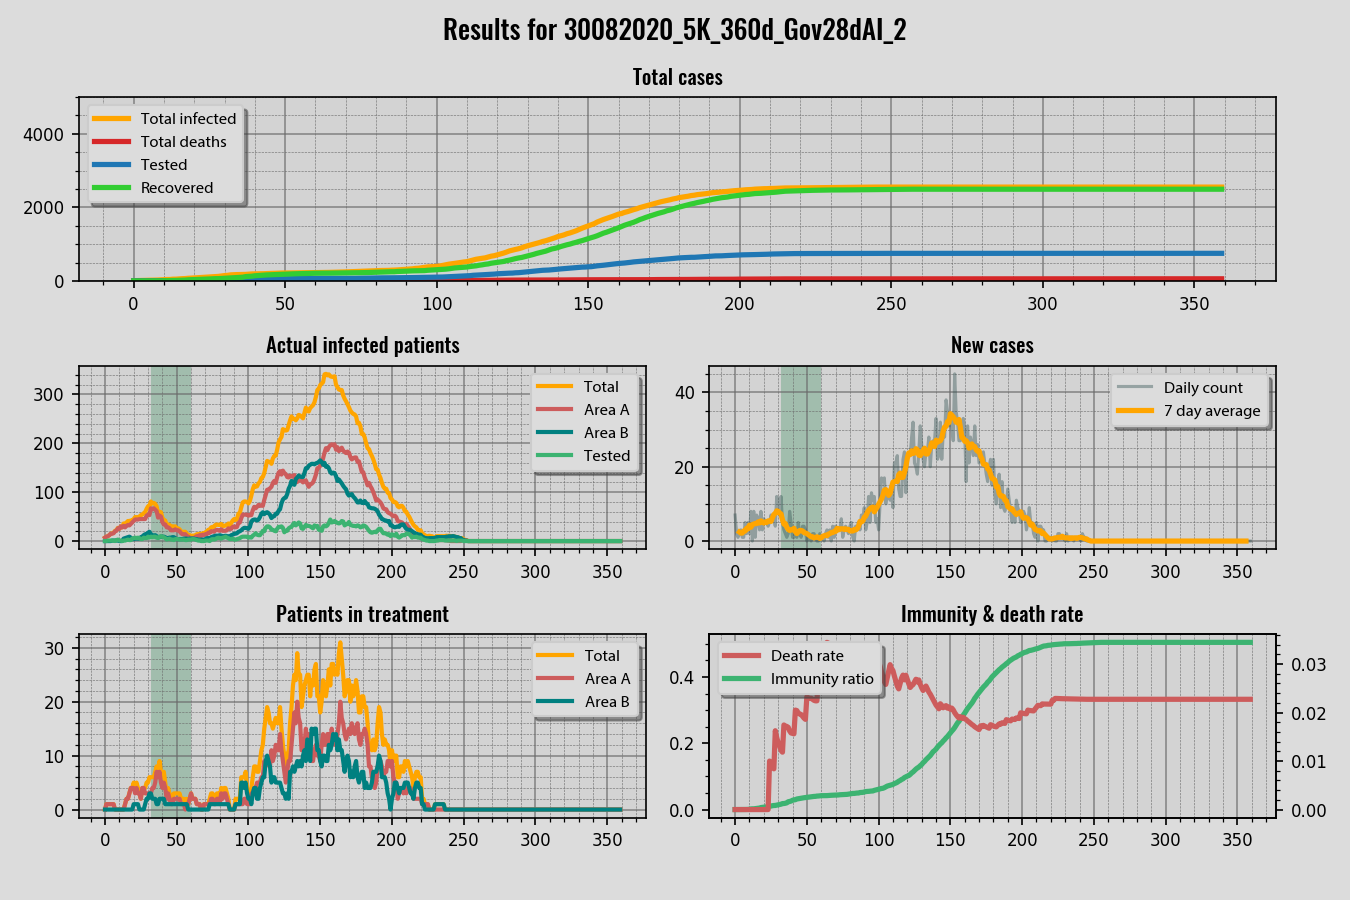 Results for 30082020_5K_360d_Gov28dAI_2
Total cases
Total infected
Total deaths
Tested
Recovered
4000
2000
0
0 50 100 150 200 250 300 350
Actual infected patients
Total
Area A
Area B
Tested
300
200
100
0
0 50 100 150 200 250 300 350
New cases
Daily count
7 day average
40
20
0
0 50 100 150 200 250 300 350
Patients in treatment
Total
Area A
Area B
30
20
10
0
0 50 100 150 200 250 300 350
Immunity & death rate
Death rate
Immunity ratio
0.4
0.2
0.0
0.03
0.02
0.01
0.00
0 50 100 150 200 250 300 350